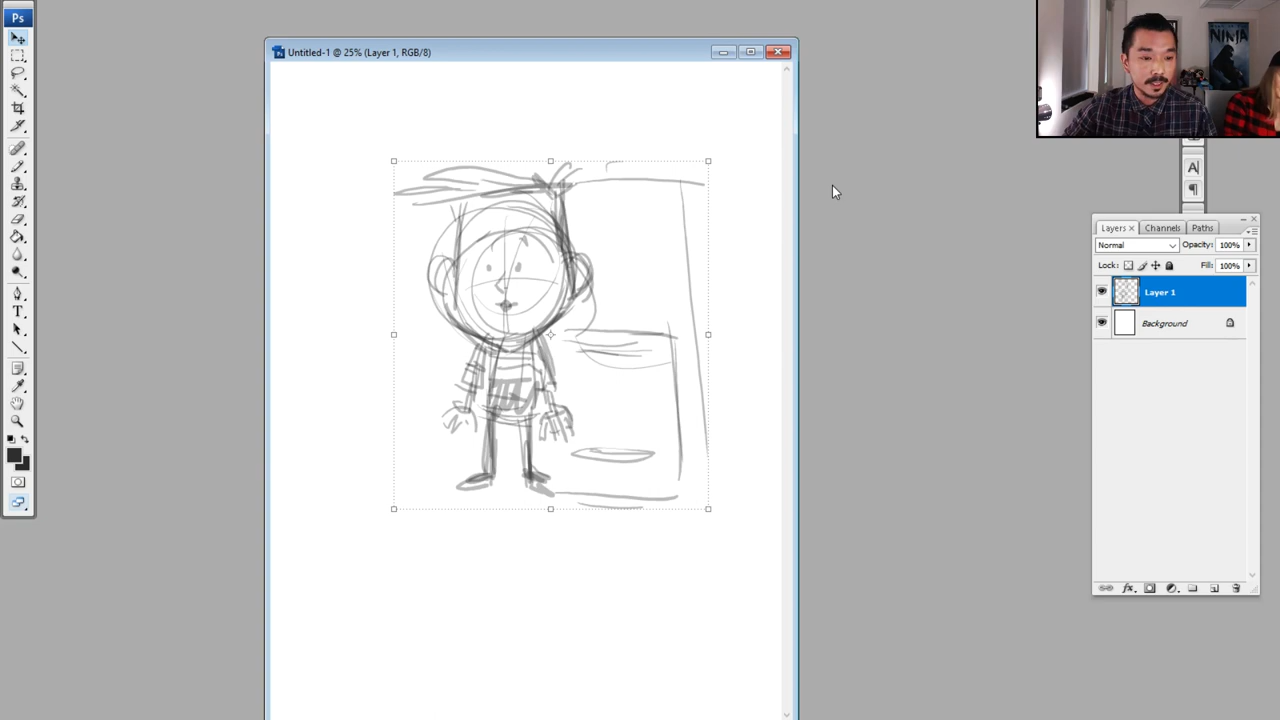 Ps
Untitled-1 @ 25% (Layer 1, RGB/8)
NINJA
T
A
¶
Layers Channels Paths
Normal Opacity: 100%
Lock: Fill: 100%
Layer 1
Background
fx